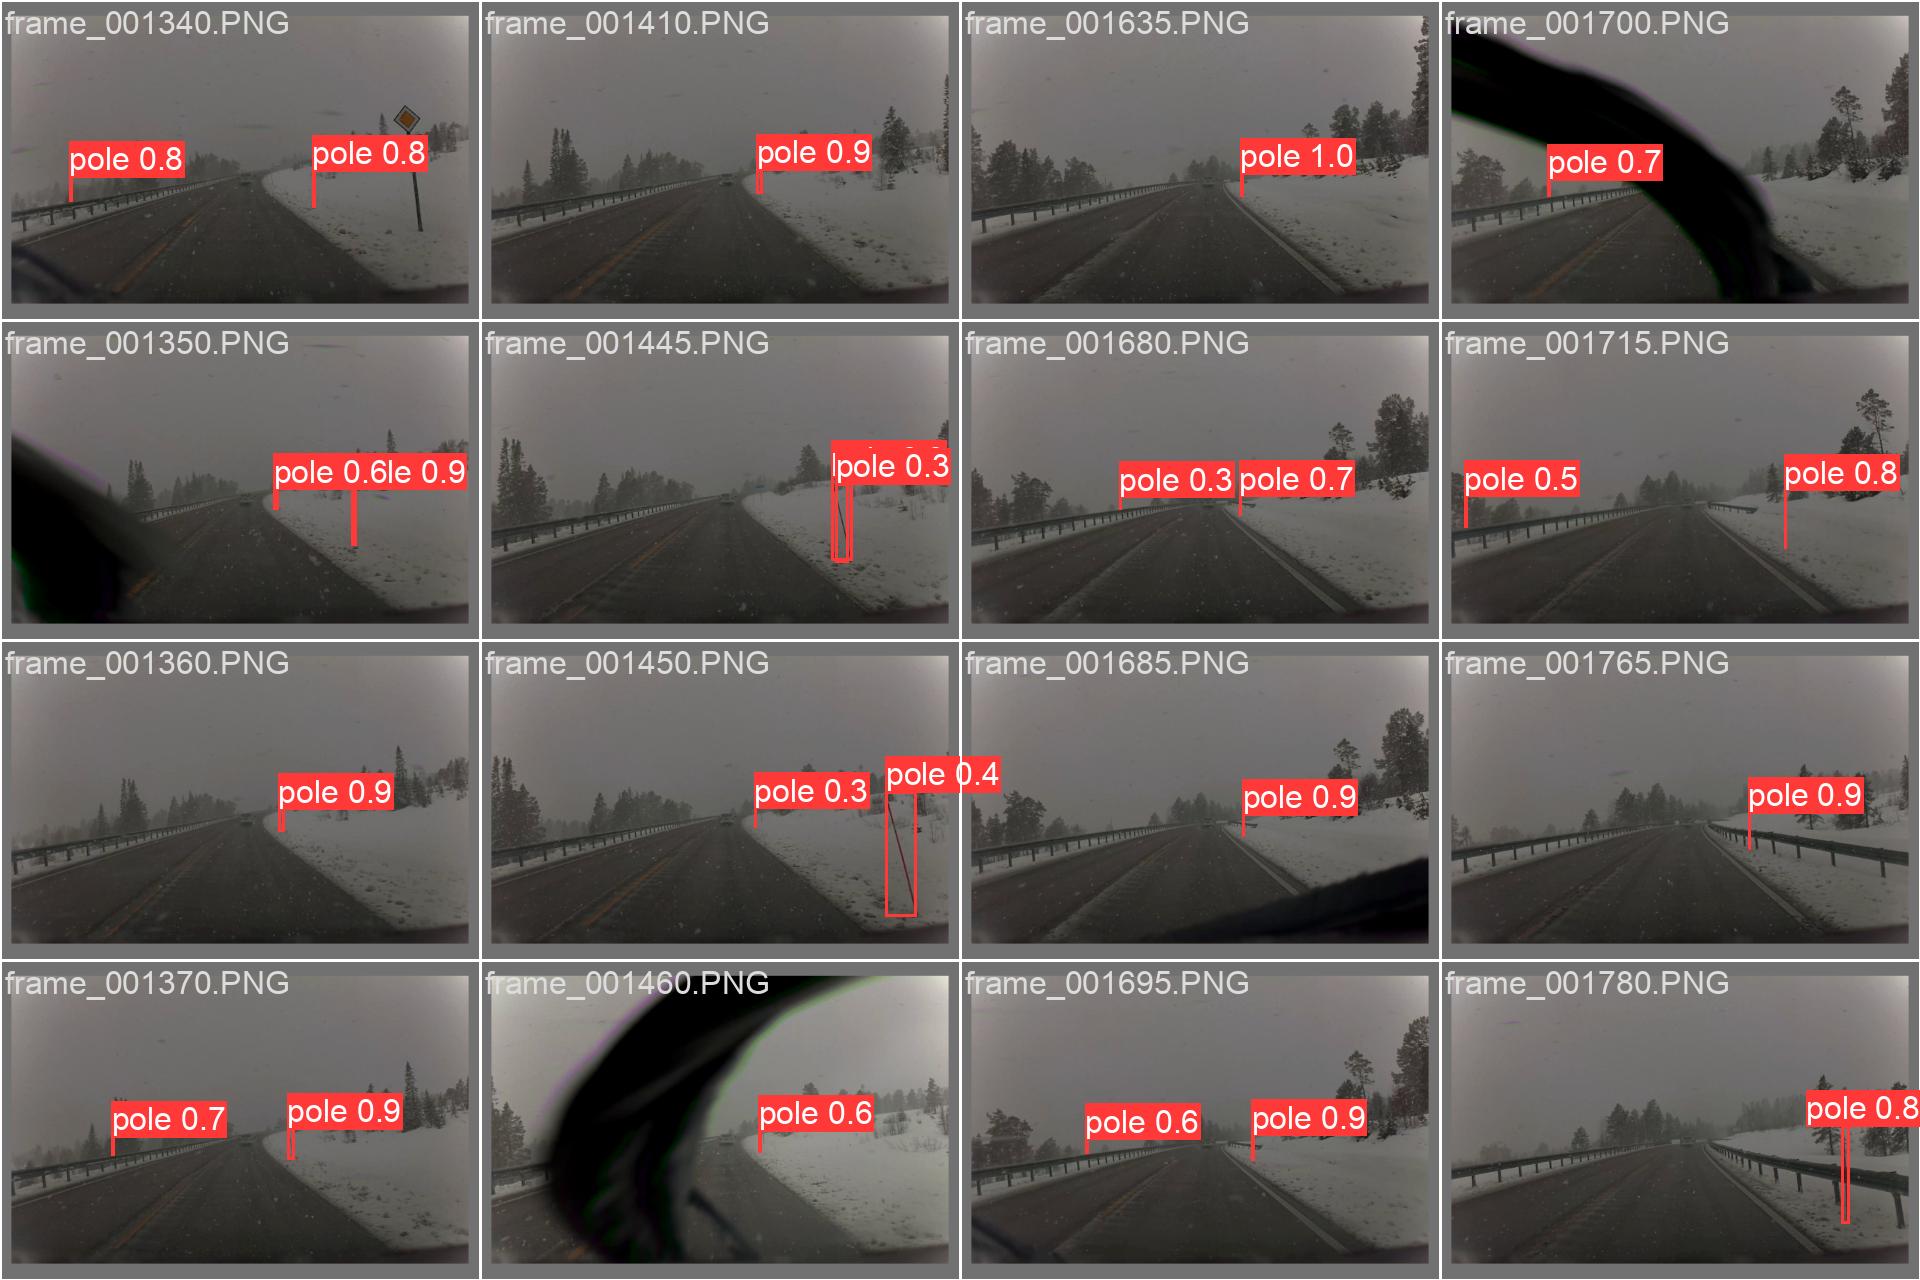 frame_001340.PNG
pole 0.8
pole 0.8
frame_001410.PNG
pole 0.9
frame_001635.PNG
pole 1.0
frame_001700.PNG
pole 0.7
frame_001350.PNG
pole 0.6le 0.9
frame_001445.PNG
pole 0.3
frame_001680.PNG
pole 0.3
pole 0.7
frame_001715.PNG
pole 0.5
pole 0.8
frame_001360.PNG
pole 0.9
frame_001450.PNG
pole 0.3
pole 0.4
frame_001685.PNG
pole 0.9
frame_001765.PNG
pole 0.9
frame_001370.PNG
pole 0.7
pole 0.9
frame_001460.PNG
pole 0.6
frame_001695.PNG
pole 0.6
pole 0.9
frame_001780.PNG
pole 0.8